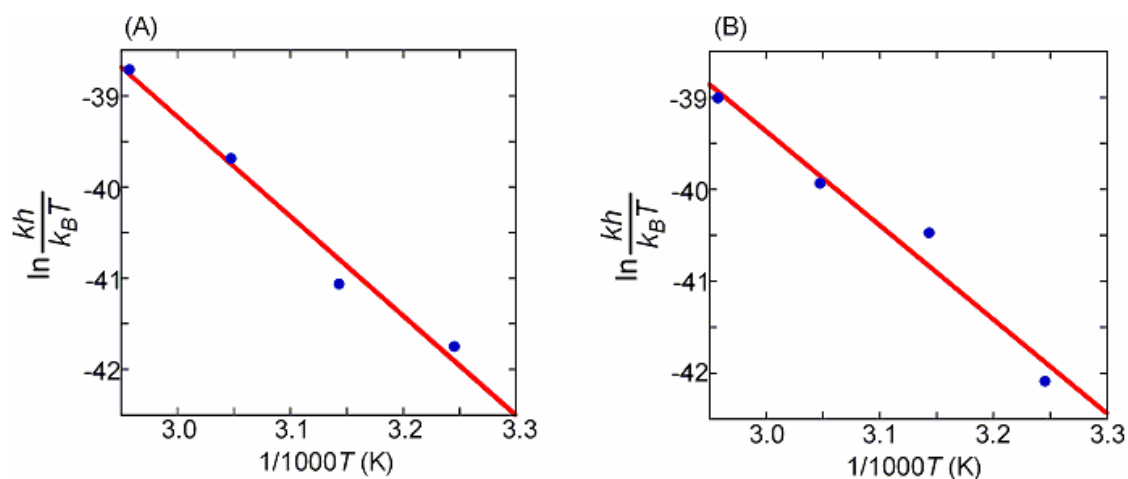 (A)
-39
-40
-41
-42
ln kh/k_BT
3.0 3.1 3.2 3.3
1/1000T (K)
(B)
-39
-40
-41
-42
ln kh/k_BT
3.0 3.1 3.2 3.3
1/1000T (K)